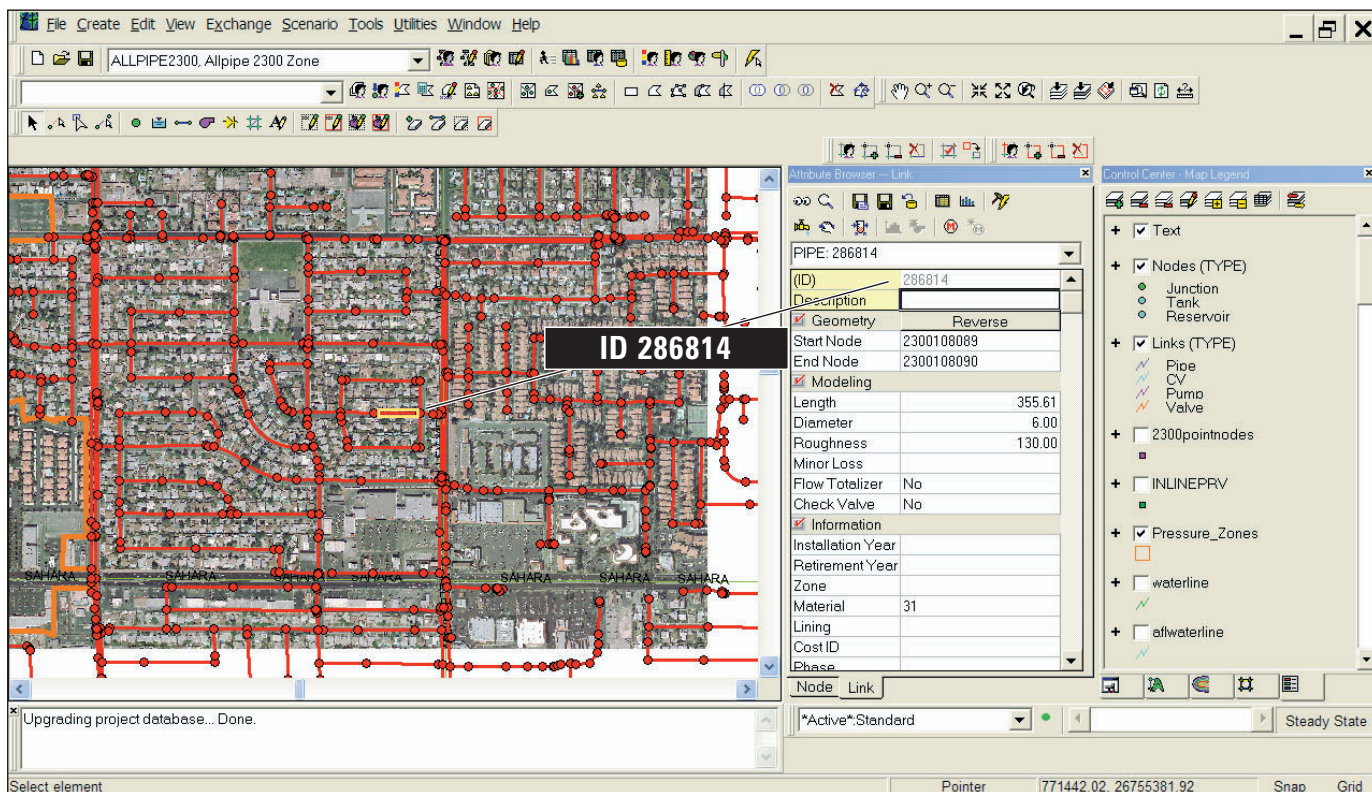 File Create Edit View Exchange Scenario Tools Utilities Window Help
ALLPIPE2300, Allpipe 2300 Zone
Attribute Browser --- Link
Control Center - Map Legend
PIPE: 286814
(ID) 286814
Description
Geometry Reverse
Start Node 2300108089
End Node 2300108090
Modeling
Length 355.61
Diameter 6.00
Roughness 130.00
Minor Loss
Flow Totalizer No
Check Valve No
Information
Installation Year
Retirement Year
Zone
Material 31
Lining
Cost ID
Phase
Node Link
Text
Nodes (TYPE)
Junction
Tank
Reservoir
Links (TYPE)
Pipe
CV
Pump
Valve
2300pointnodes
INLINEPRV
Pressure_Zones
waterline
aflwaterline
ID 286814
SAHARA SAHARA SAHARA SAHARA SAHARA SAHARA SAHARA
Upgrading project database... Done.
*Active*:Standard
Steady State
Select element
Pointer 771442.02, 26755381.92 Snap Grid